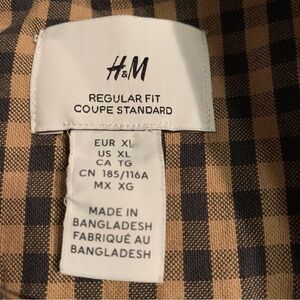 H&M
REGULAR FIT
COUPE STANDARD
EUR XL
US XL
CA TG
CN 185/116A
MX XG
MADE IN
BANGLADESH
FABRIQUÉ AU
BANGLADESH